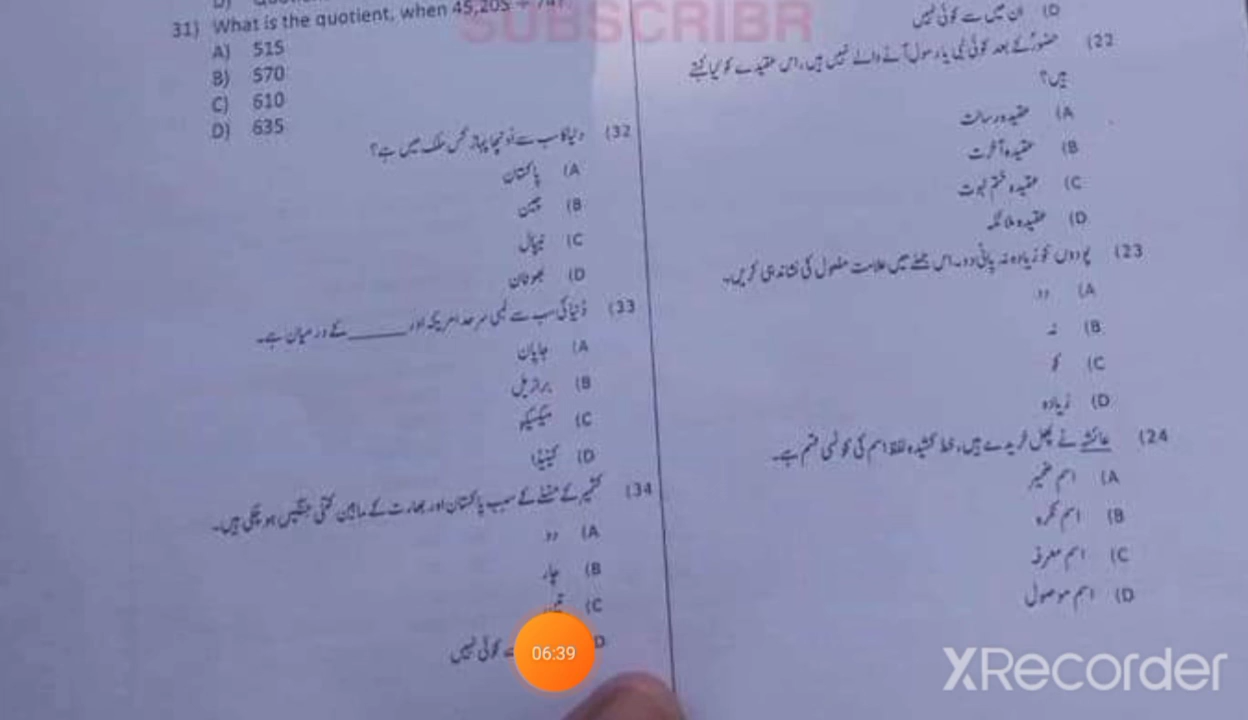 31) What is the quotient, when 45,205 ÷
A) 515
B) 570
C) 610
D) 635
32) دنیا کا سب سے اُونچا پہاڑ کس ملک میں ہے؟
A) پاکستان
B) چین
C) نیپال
D) بھوٹان
33) دُنیا کی سب سے لمبی سرحد امریکہ اور ______ کے درمیان ہے۔
A) جاپان
B) برازیل
C) میکسیکو
D) کینیڈا
34) کشمیر کے مسئلے کے سبب پاکستان اور بھارت کے مابین کتنی جنگیں ہو چکی ہیں۔
A) دو
B) چار
C) تین
D سے کوئی نہیں
D) ان میں سے کوئی نہیں
22) حضورؐ کے بعد کوئی نبی یا رسول آنے والے نہیں ہیں، اس عقیدے کو کیا کہتے
ہیں؟
A) عقیدہ رسالت
B) عقیدہ آخرت
C) عقیدہ ختم نبوت
D) عقیدہ ملائکہ
23) پودوں کو زیادہ نہ پانی دو۔ اس جملے میں علامت مفعول کی نشاندہی کریں۔
A) دو
B) نہ
C) کو
D) زیادہ
24) عائشہ نے پھل خریدے ہیں، خط کشیدہ لفظ اسم کی کونسی قسم ہے۔
A) اسم ضمیر
B) اسم نکرہ
C) اسم معرفہ
D) اسم موصول
SUBSCRIBR
06:39
XRecorder